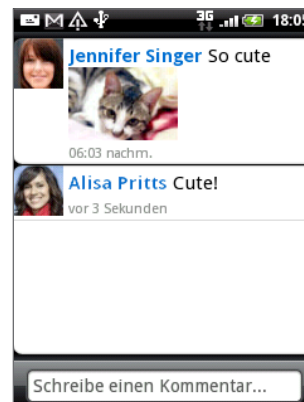 3G 18:05
Jennifer Singer So cute
06:03 nachm.
Alisa Pritts Cute!
vor 3 Sekunden
Schreibe einen Kommentar...